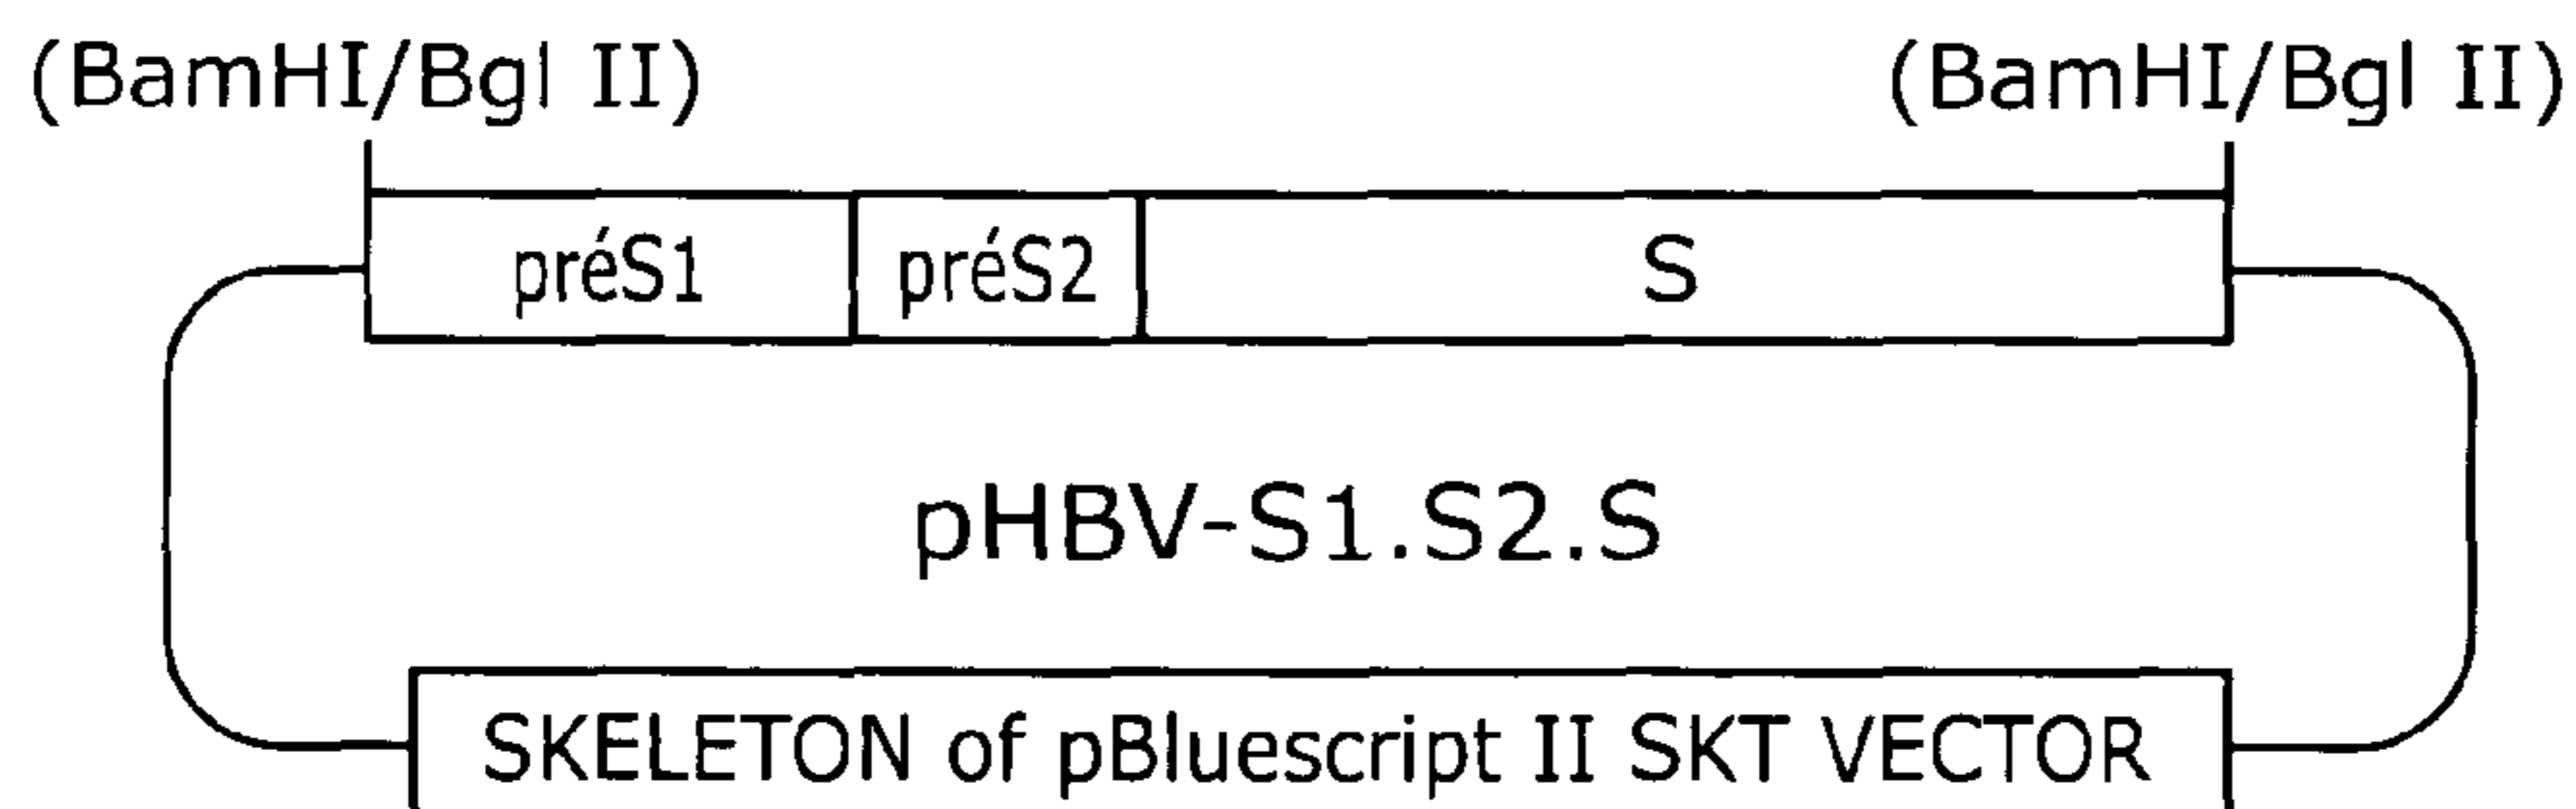 (BamHI/Bgl II) (BamHI/Bgl II)
préS1 préS2 S
pHBV-S1.S2.S
SKELETON of pBluescript II SKT VECTOR